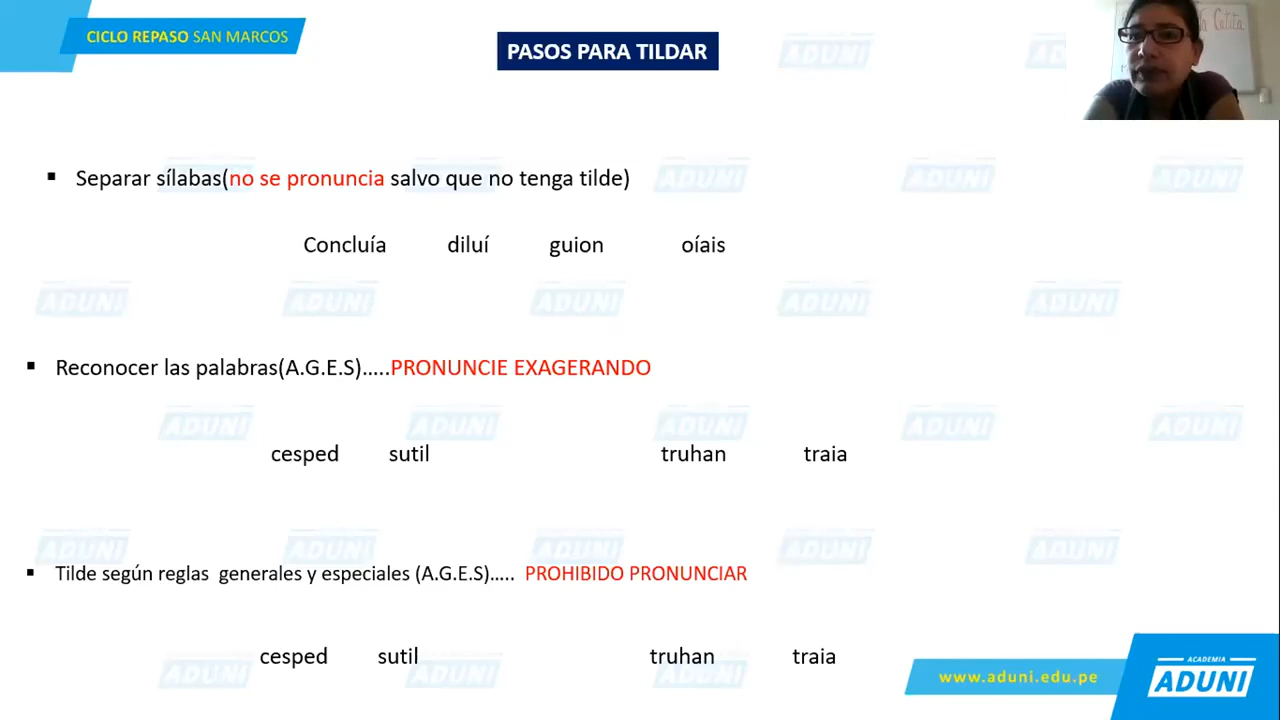 CICLO REPASO SAN MARCOS
PASOS PARA TILDAR
▪ Separar sílabas(no se pronuncia salvo que no tenga tilde)
Concluía diluí guion oíais
▪ Reconocer las palabras(A.G.E.S).....PRONUNCIE EXAGERANDO
cesped sutil truhan traia
▪ Tilde según reglas generales y especiales (A.G.E.S)..... PROHIBIDO PRONUNCIAR
cesped sutil truhan traia
www.aduni.edu.pe
ACADEMIA
ADUNI